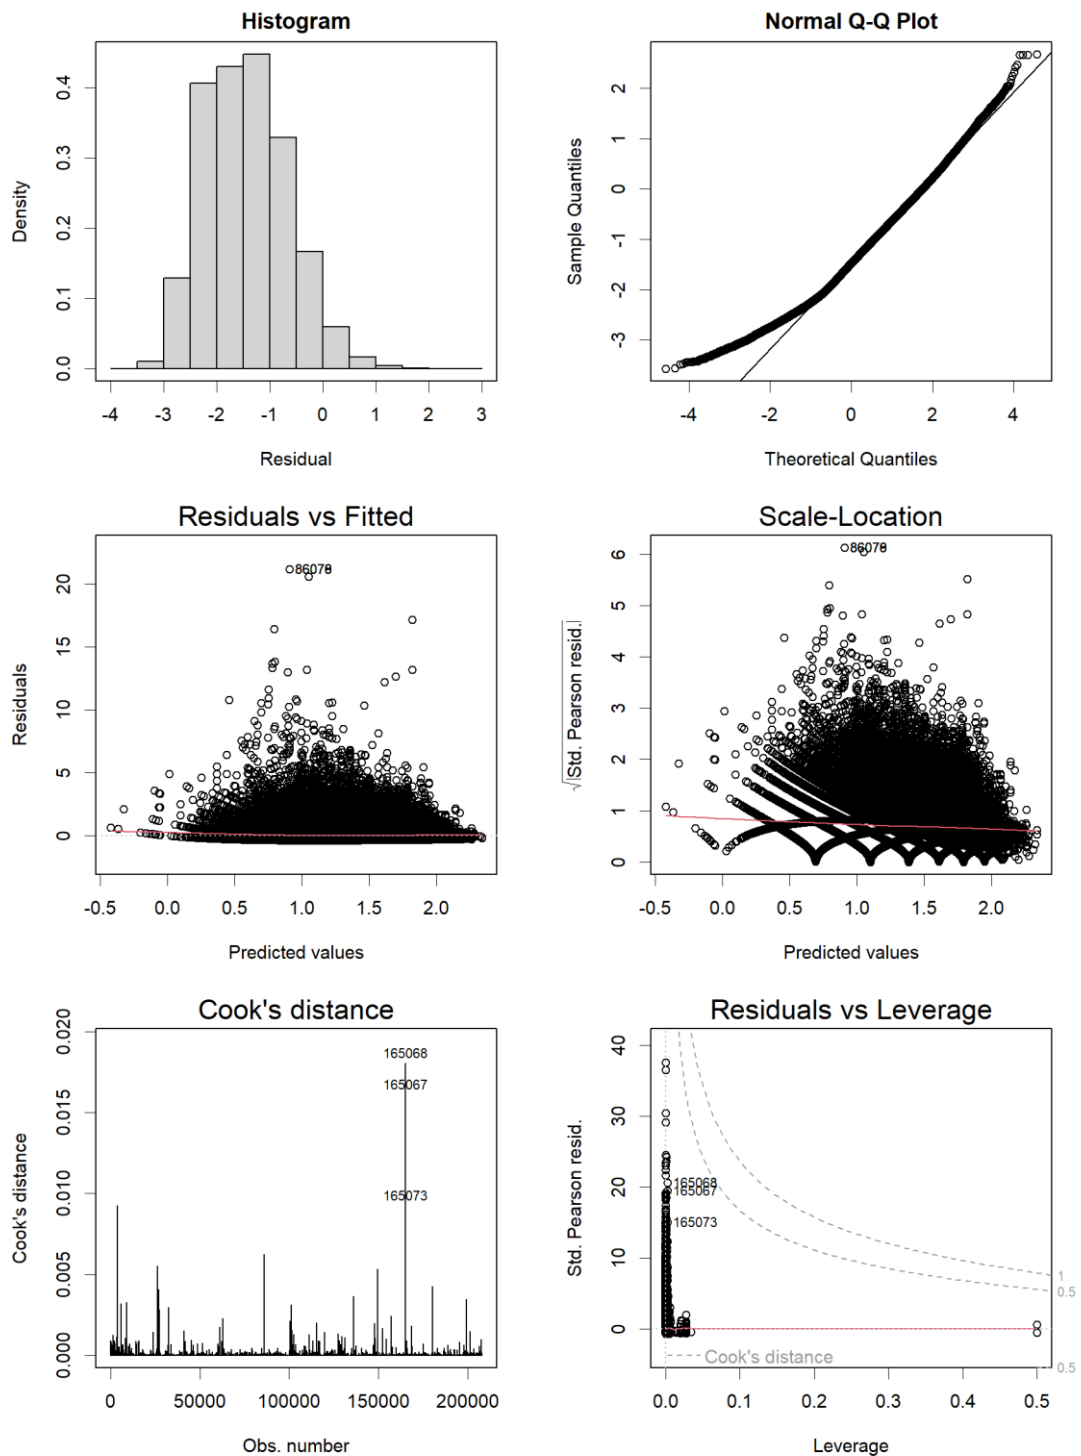 Histogram
Density
0.0 0.1 0.2 0.3 0.4
-4 -3 -2 -1 0 1 2 3
Residual
Normal Q-Q Plot
Sample Quantiles
-3 -2 -1 0 1 2
-4 -2 0 2 4
Theoretical Quantiles
Residuals vs Fitted
Residuals
0 5 10 15 20
86079
-0.5 0.0 0.5 1.0 1.5 2.0
Predicted values
Scale-Location
√|Std. Pearson resid.|
0 1 2 3 4 5 6
86079
-0.5 0.0 0.5 1.0 1.5 2.0
Predicted values
Cook's distance
Cook's distance
0.000 0.005 0.010 0.015 0.020
165068
165067
165073
0 50000 100000 150000 200000
Obs. number
Residuals vs Leverage
Std. Pearson resid.
0 10 20 30 40
165068
165067
165073
1
0.5
0.5
Cook's distance
0.0 0.1 0.2 0.3 0.4 0.5
Leverage